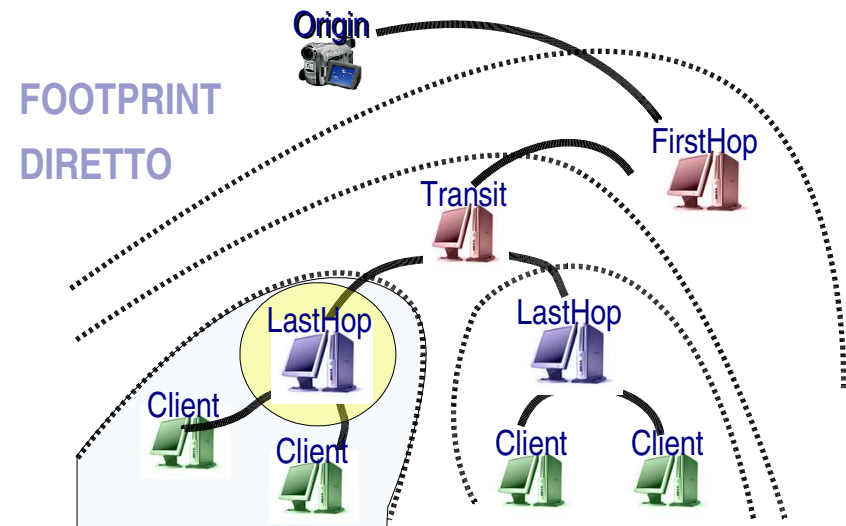 Origin
FOOTPRINT
DIRETTO
FirstHop
Transit
LastHop
LastHop
Client
Client
Client
Client